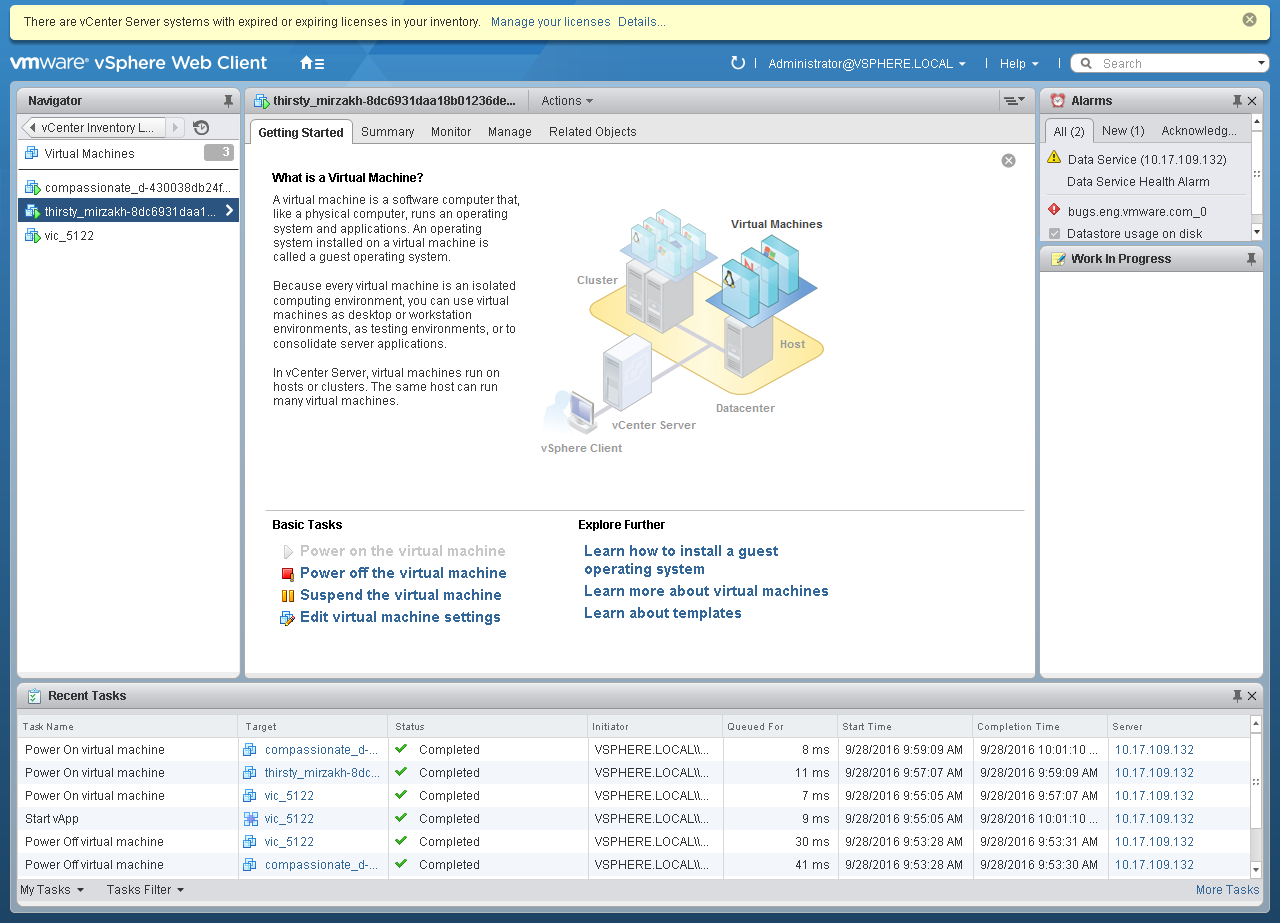 There are vCenter Server systems with expired or expiring licenses in your inventory. Manage your licenses Details...
vmware® vSphere Web Client
Administrator@VSPHERE.LOCAL
Help
Search
Navigator
vCenter Inventory L...
Virtual Machines 3
compassionate_d-430038db24f...
thirsty_mirzakh-8dc6931daa1...
vic_5122
thirsty_mirzakh-8dc6931daa18b01236de...
Actions
Getting Started Summary Monitor Manage Related Objects
What is a Virtual Machine?
A virtual machine is a software computer that,
like a physical computer, runs an operating
system and applications. An operating
system installed on a virtual machine is
called a guest operating system.
Because every virtual machine is an isolated
computing environment, you can use virtual
machines as desktop or workstation
environments, as testing environments, or to
consolidate server applications.
In vCenter Server, virtual machines run on
hosts or clusters. The same host can run
many virtual machines.
Virtual Machines
Cluster
Host
Datacenter
vCenter Server
vSphere Client
Basic Tasks
Power on the virtual machine
Power off the virtual machine
Suspend the virtual machine
Edit virtual machine settings
Explore Further
Learn how to install a guest
operating system
Learn more about virtual machines
Learn about templates
Alarms
All (2) New (1) Acknowledg...
Data Service (10.17.109.132)
Data Service Health Alarm
bugs.eng.vmware.com_0
Datastore usage on disk
Work In Progress
Recent Tasks
Task Name Target Status Initiator Queued For Start Time Completion Time Server
Power On virtual machine compassionate_d-... Completed VSPHERE.LOCAL\\... 8 ms 9/28/2016 9:59:09 AM 9/28/2016 10:01:10 ... 10.17.109.132
Power On virtual machine thirsty_mirzakh-8dc... Completed VSPHERE.LOCAL\\... 11 ms 9/28/2016 9:57:07 AM 9/28/2016 9:59:09 AM 10.17.109.132
Power On virtual machine vic_5122 Completed VSPHERE.LOCAL\\... 7 ms 9/28/2016 9:55:05 AM 9/28/2016 9:57:07 AM 10.17.109.132
Start vApp vic_5122 Completed VSPHERE.LOCAL\\... 9 ms 9/28/2016 9:55:05 AM 9/28/2016 10:01:10 ... 10.17.109.132
Power Off virtual machine vic_5122 Completed VSPHERE.LOCAL\\... 30 ms 9/28/2016 9:53:28 AM 9/28/2016 9:53:31 AM 10.17.109.132
Power Off virtual machine compassionate_d-... Completed VSPHERE.LOCAL\\... 41 ms 9/28/2016 9:53:28 AM 9/28/2016 9:53:30 AM 10.17.109.132
My Tasks Tasks Filter More Tasks